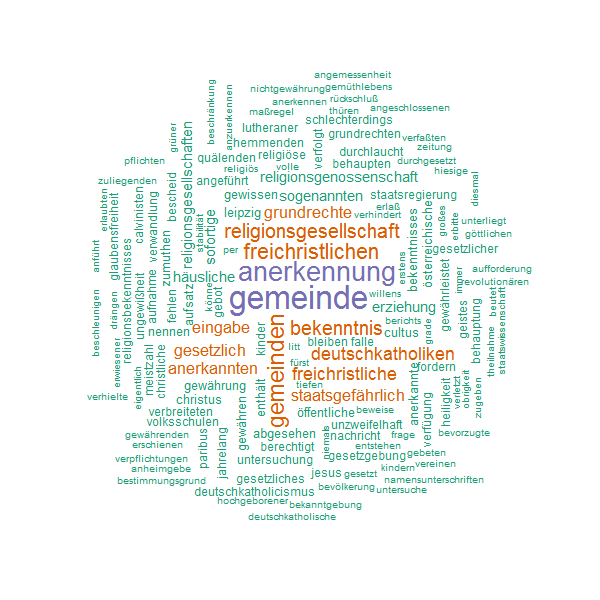 angemessenheit
nichtgewährung
gemüthlebens
anerkennen
rückschluß
maßregel
thüren
angeschlossenen
beschränkung
anzuerkennen
grüner
lutheraner
schlechterdings
hemmenden
verfolgt
grundrechten
verfaßten
zeitung
pflichten
quälenden
religiöse
durchlaucht
behaupten
durchgesetzt
religiös
volle
hiesige
zuliegenden
angeführt
religionsgenossenschaft
diesmal
religionsgesellschaften
bescheid
gewissen
sogenannten
staatsregierung
erlaubten
glaubensfreiheit
calvinisten
verwandlung
leipzig
grundrechte
erlaß
verhindert
österreichische
großes
erbitte
unterliegt
göttlichen
stabilität
sofortige
religionsgesellschaft
bekenntnisses
gesetzlicher
anführt
religionsbekenntnisses
ungewißheit
aufnahme
zumuthen
per
freichristlichen
erstens
gewährleistet
immer
aufforderung
revolutionären
häusliche
anerkennung
willens
erziehung
geistes
behauptung
theilnahme
beutet
staatswissenschaft
beschleunigen
drängen
fehlen
aufsatz
gebot
können
gemeinde
berichts
grade
erwiesener
eigentlich
nennen
eingabe
kinder
gemeinden
bekenntnis
cultus
meistzahl
christliche
gesetzlich
litt
bleiben
falle
deutschkatholiken
fordern
verletzt
obrigkeit
zugeben
verhielte
anerkannten
fürst
freichristliche
anerkannte
heiligkeit
gewährung
enthält
tiefen
staatsgefährlich
christus
verbreiteten
öffentliche
beweise
verfügung
volksschulen
gewähren
berechtigt
unzweifelhaft
bevorzugte
gewährenden
abgesehen
nachricht
frage
erschienen
paribus
jahrelang
niemals
entstehen
gebeten
verpflichtungen
untersuchung
gesetzgebung
vereinen
anheimgebe
jesus
gesetzt
kindern
bestimmungsgrund
gesetzliches
namensunterschriften
deutschkatholicismus
bevölkerung
untersuche
hochgeborener
bekanntgebung
deutschkatholische